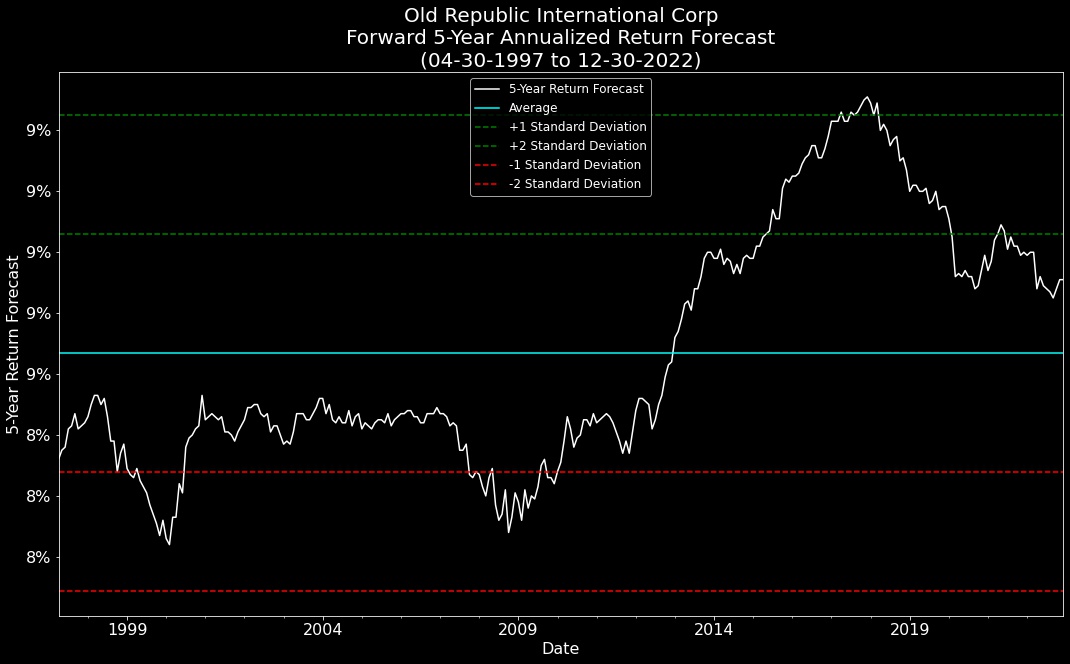 Old Republic International Corp
Forward 5-Year Annualized Return Forecast
(04-30-1997 to 12-30-2022)
5-Year Return Forecast
Average
+1 Standard Deviation
+2 Standard Deviation
-1 Standard Deviation
-2 Standard Deviation
5-Year Return Forecast
9%
9%
9%
9%
9%
8%
8%
8%
1999 2004 2009 2014 2019
Date